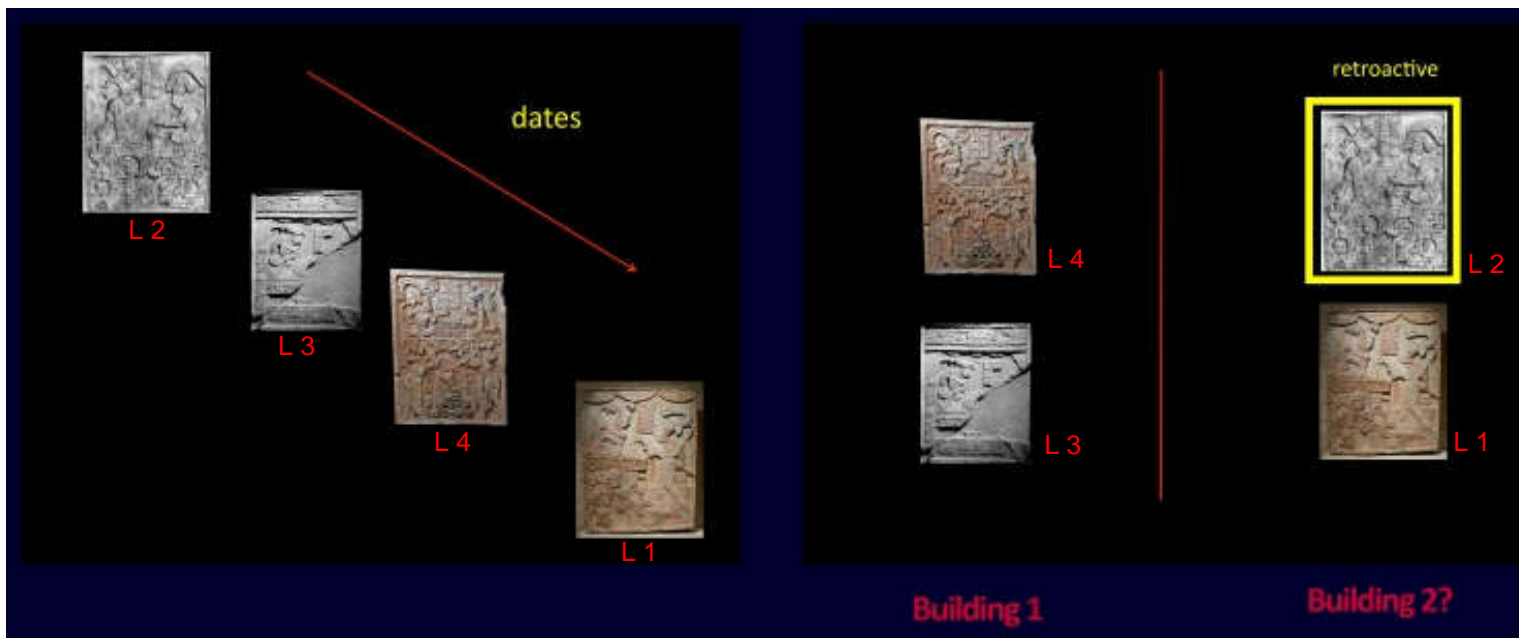 dates
L 2
L 3
L 4
L 1
retroactive
L 4
L 2
L 3
L 1
Building 1
Building 2?